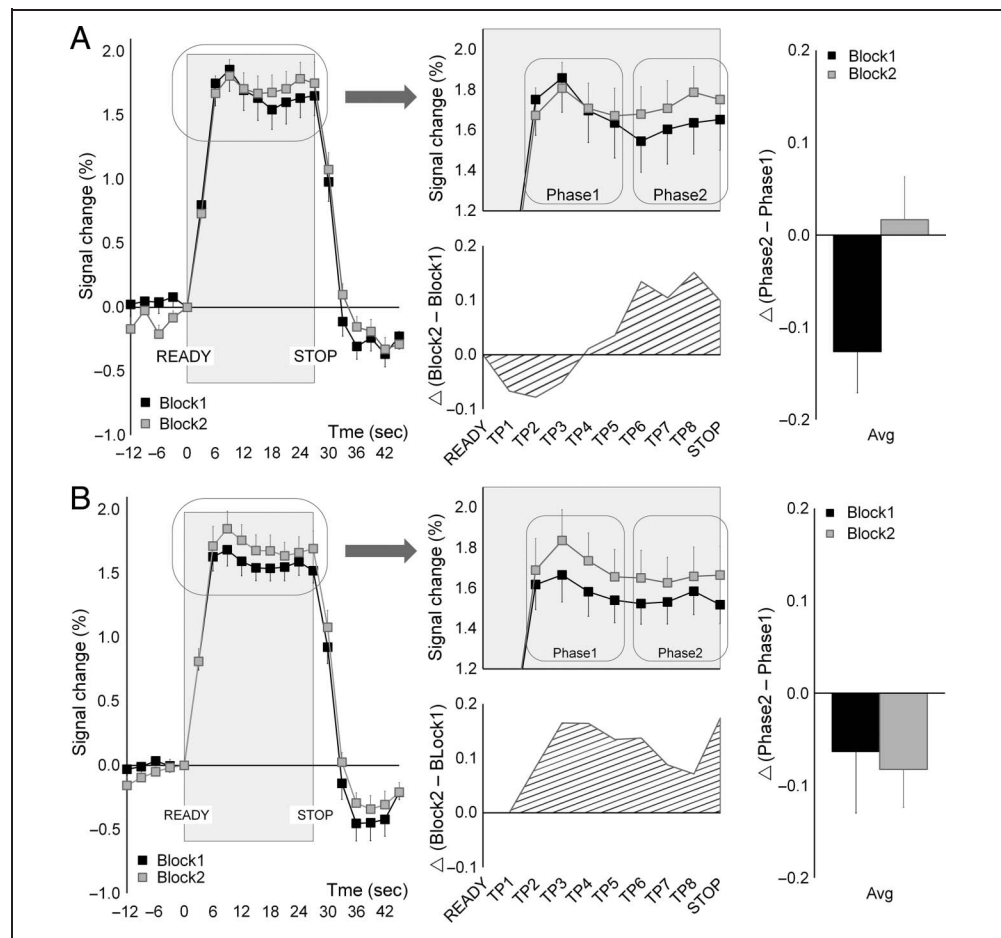 A
Signal change (%)
2.0
1.5
1.0
0.5
0.0
−0.5
−1.0
READY
STOP
Block1
Block2
Tme (sec)
−12 −6 0 6 12 18 24 30 36 42
Signal change (%)
2.0
1.8
1.6
1.4
1.2
Phase1
Phase2
△ (Block2 – Block1)
0.2
0.1
0.0
−0.1
READY
TP1
TP2
TP3
TP4
TP5
TP6
TP7
TP8
STOP
△ (Phase2 – Phase1)
0.2
0.1
0.0
−0.1
−0.2
Block1
Block2
Avg
B
Signal change (%)
2.0
1.5
1.0
0.5
0.0
−0.5
−1.0
READY
STOP
Block1
Block2
Tme (sec)
−12 −6 0 6 12 18 24 30 36 42
Signal change (%)
2.0
1.8
1.6
1.4
1.2
Phase1
Phase2
△ (Block2 – BLock1)
0.2
0.1
0.0
−0.1
READY
TP1
TP2
TP3
TP4
TP5
TP6
TP7
TP8
STOP
△ (Phase2 – Phase1)
0.2
0.1
0.0
−0.1
−0.2
Block1
Block2
Avg